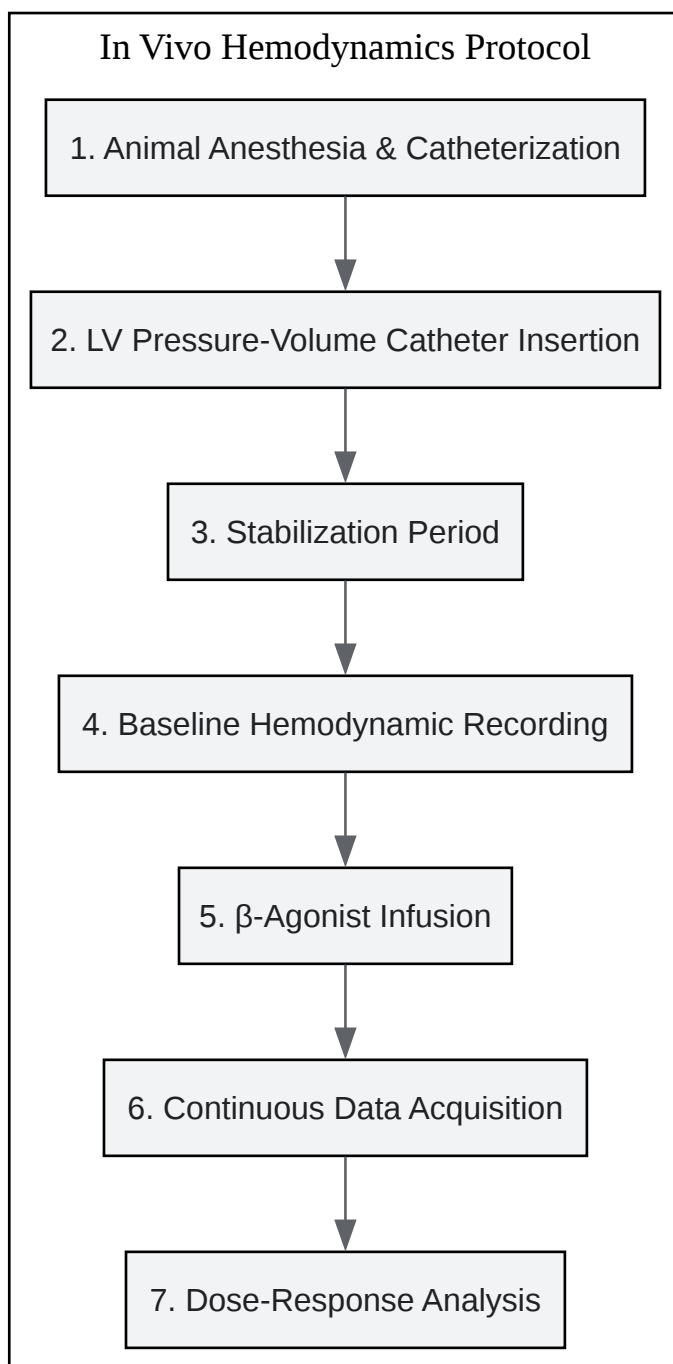 In Vivo Hemodynamics Protocol
1. Animal Anesthesia & Catheterization
2. LV Pressure-Volume Catheter Insertion
3. Stabilization Period
4. Baseline Hemodynamic Recording
5. β-Agonist Infusion
6. Continuous Data Acquisition
7. Dose-Response Analysis